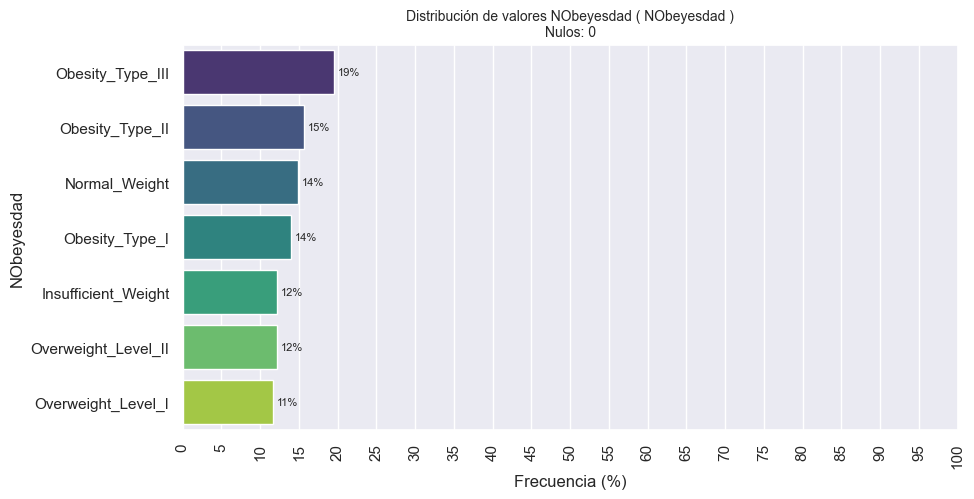 Distribución de valores NObeyesdad ( NObeyesdad )
Nulos: 0
NObeyesdad
Obesity_Type_III
19%
Obesity_Type_II
15%
Normal_Weight
14%
Obesity_Type_I
14%
Insufficient_Weight
12%
Overweight_Level_II
12%
Overweight_Level_I
11%
0 5 10 15 20 25 30 35 40 45 50 55 60 65 70 75 80 85 90 95 100
Frecuencia (%)